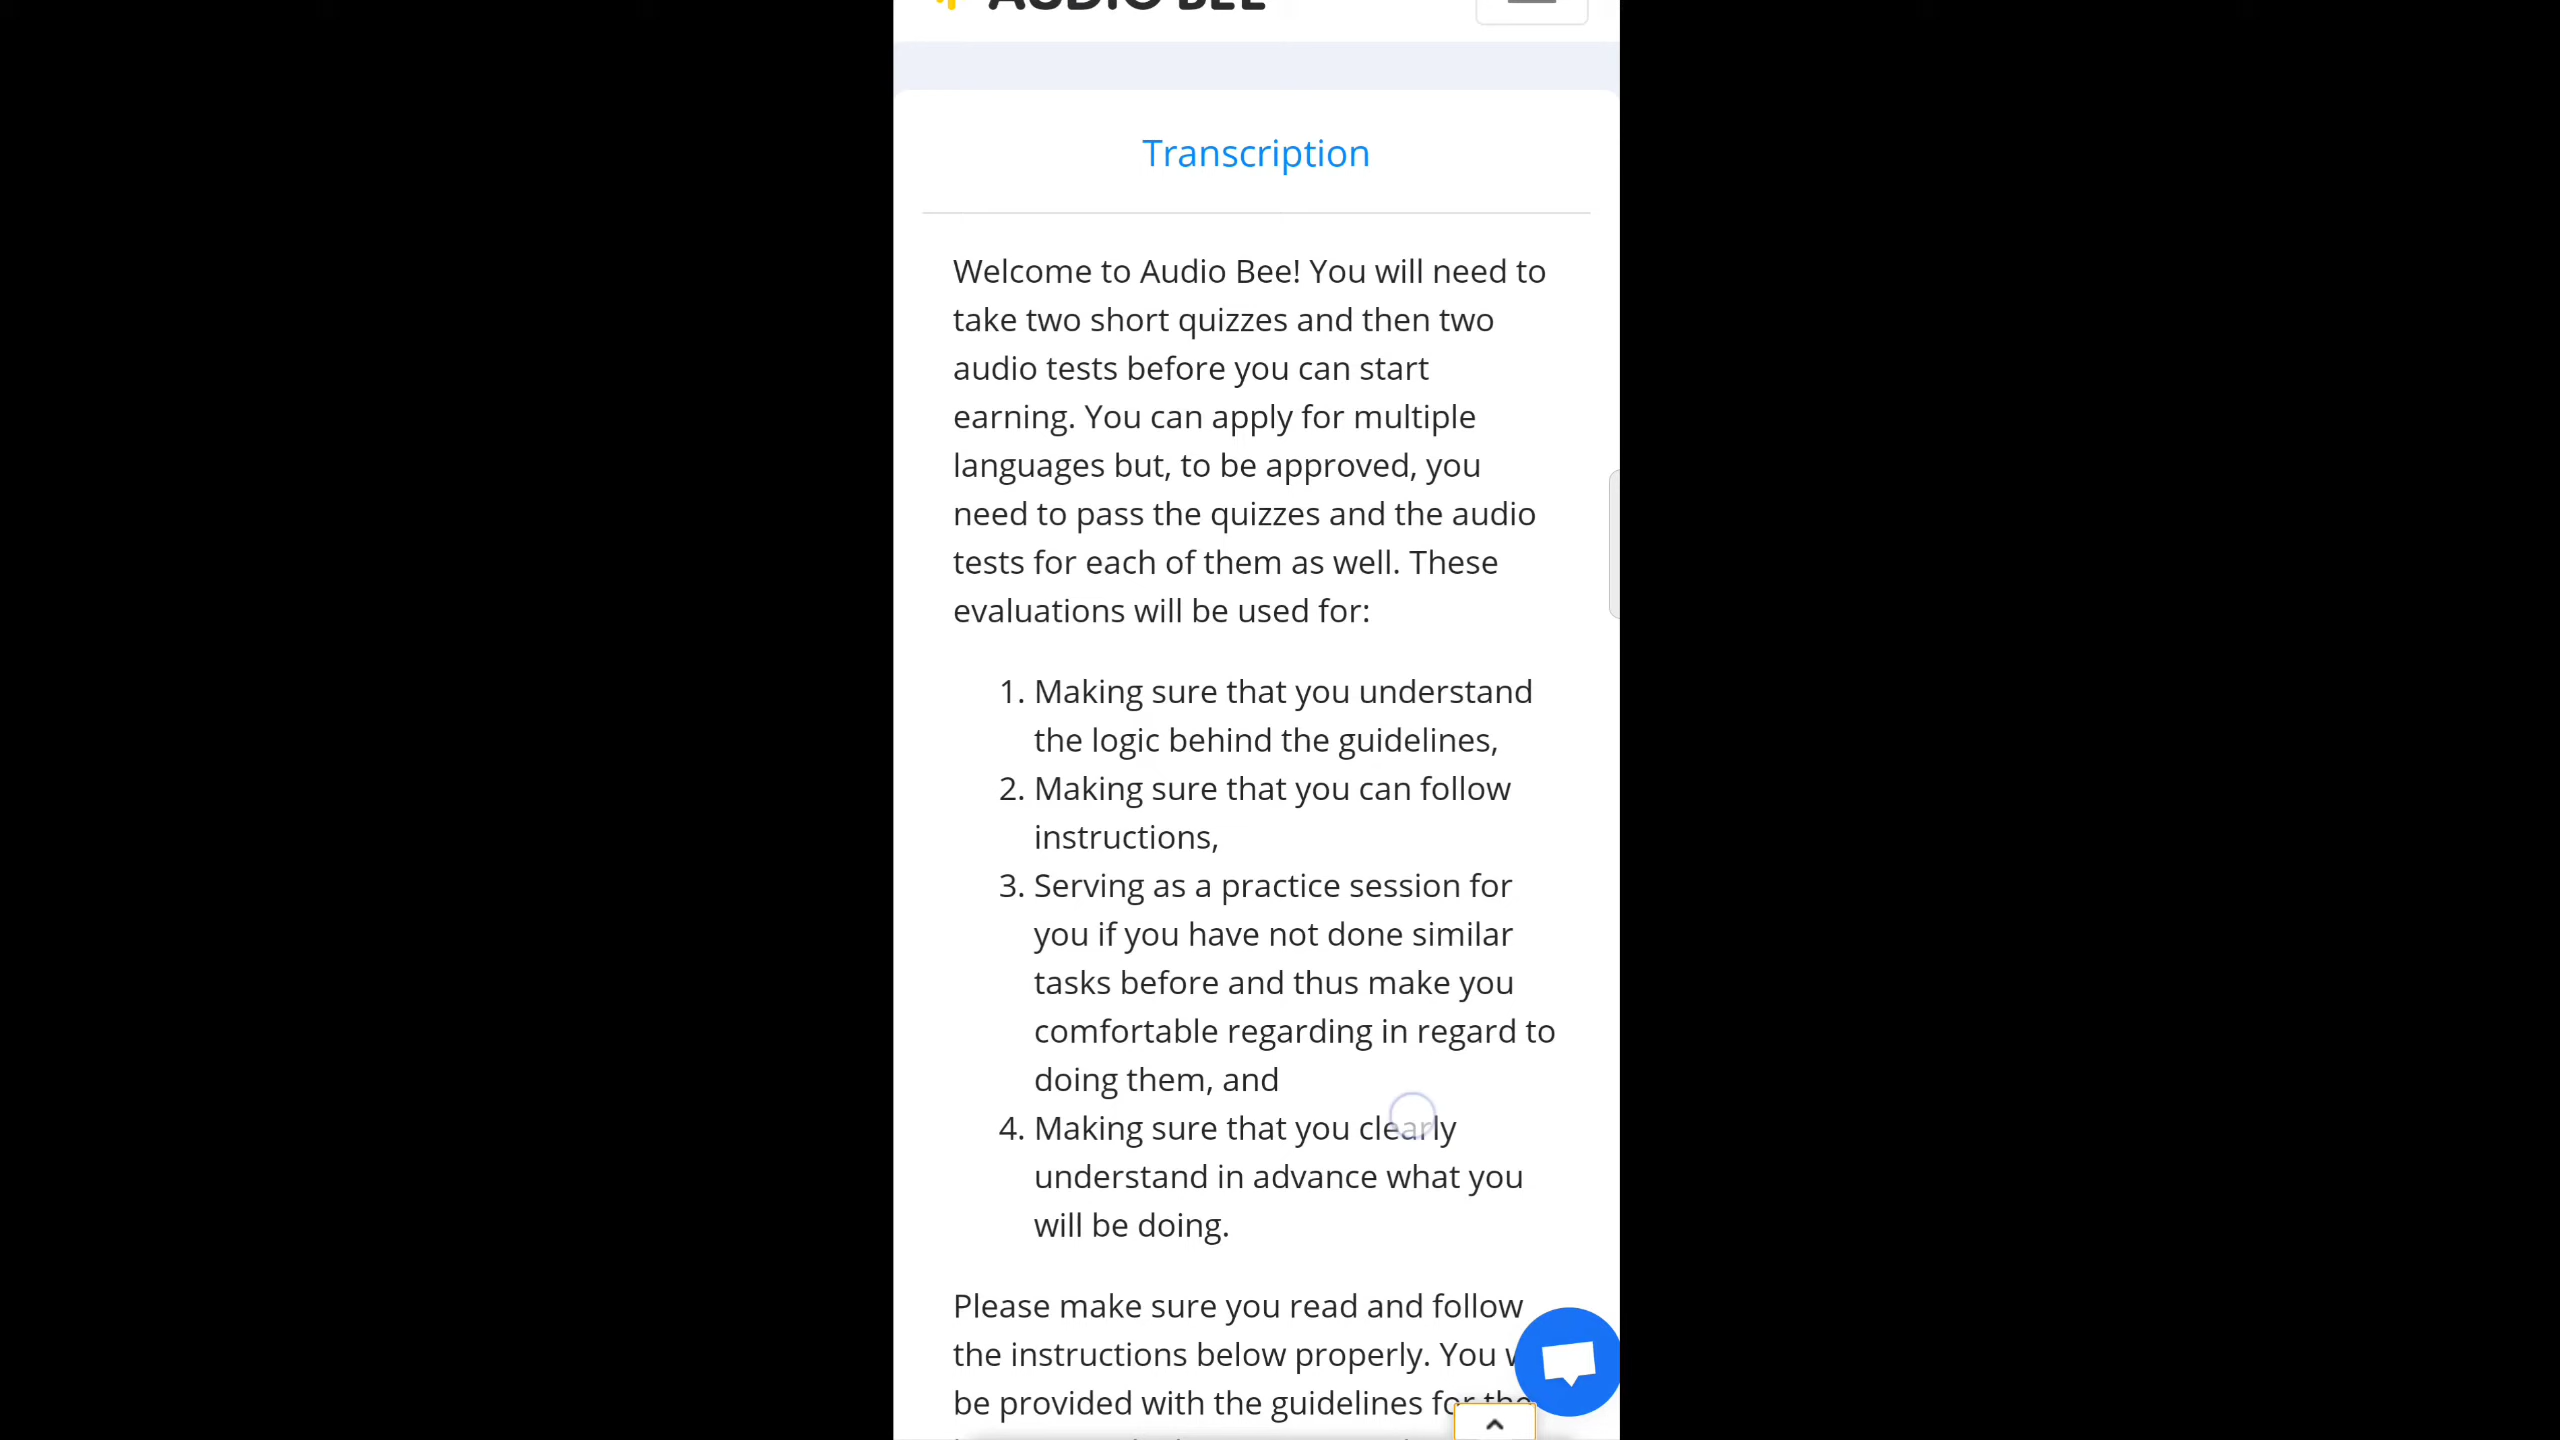 AUDIO BEE
Transcription
Welcome to Audio Bee! You will need to
take two short quizzes and then two
audio tests before you can start
earning. You can apply for multiple
languages but, to be approved, you
need to pass the quizzes and the audio
tests for each of them as well. These
evaluations will be used for:
1. Making sure that you understand
the logic behind the guidelines,
2. Making sure that you can follow
instructions,
3. Serving as a practice session for
you if you have not done similar
tasks before and thus make you
comfortable regarding in regard to
doing them, and
4. Making sure that you clearly
understand in advance what you
will be doing.
Please make sure you read and follow
the instructions below properly. You
be provided with the guidelines for the